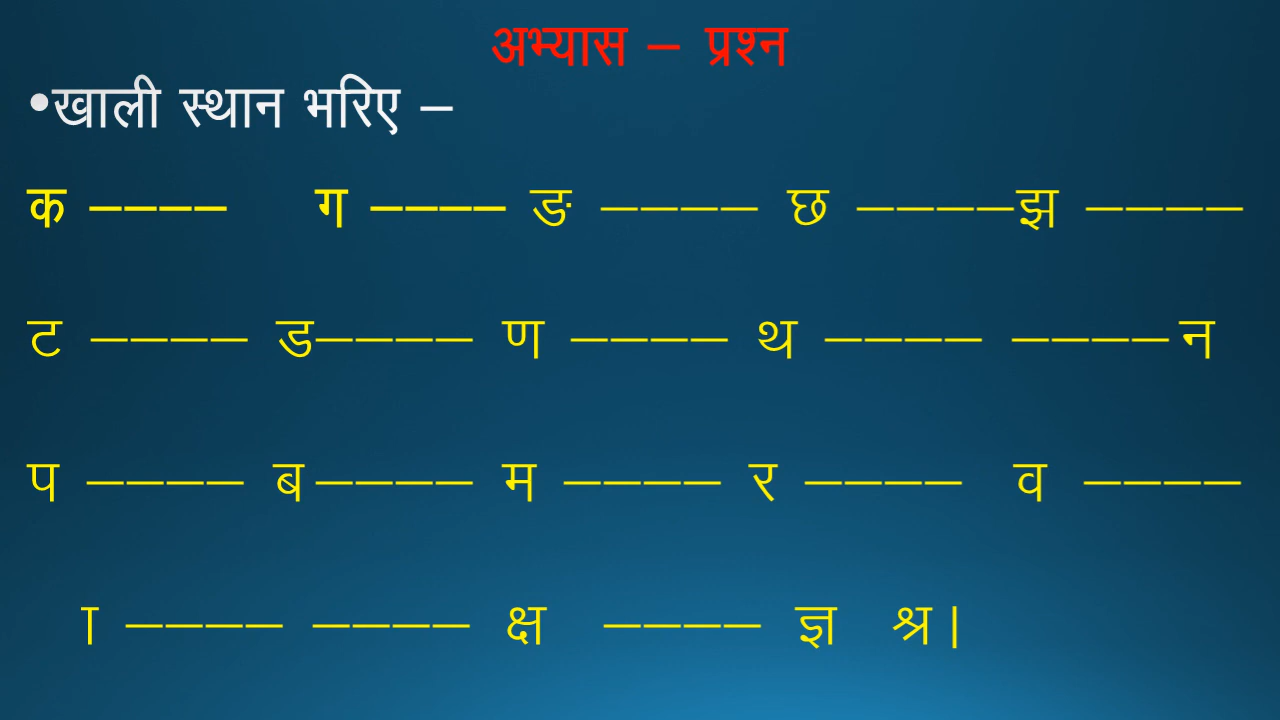 अभ्यास – प्रश्न
•खाली स्थान भरिए –
क –––– ग –––– ङ –––– छ ––––झ ––––
ट –––– ड–––– ण –––– थ –––– ––––न
प –––– ब–––– म –––– र –––– व ––––
ा –––– –––– क्ष –––– ज्ञ श्र।